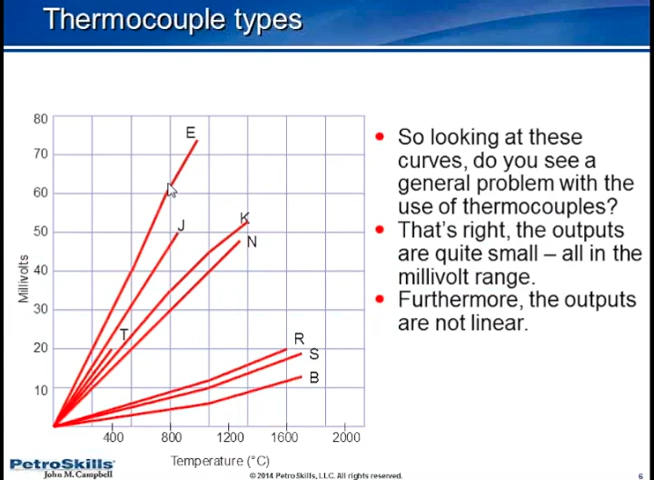 Thermocouple types
80
70
60
50
40
30
20
10
Millivolts
E
J
K
N
T
R
S
B
400
800
1200
1600
2000
Temperature (°C)
• So looking at these
curves, do you see a
general problem with the
use of thermocouples?
• That's right, the outputs
are quite small – all in the
millivolt range.
• Furthermore, the outputs
are not linear.
PetroSkills
John M. Campbell
© 2014 PetroSkills, LLC. All rights reserved.
6